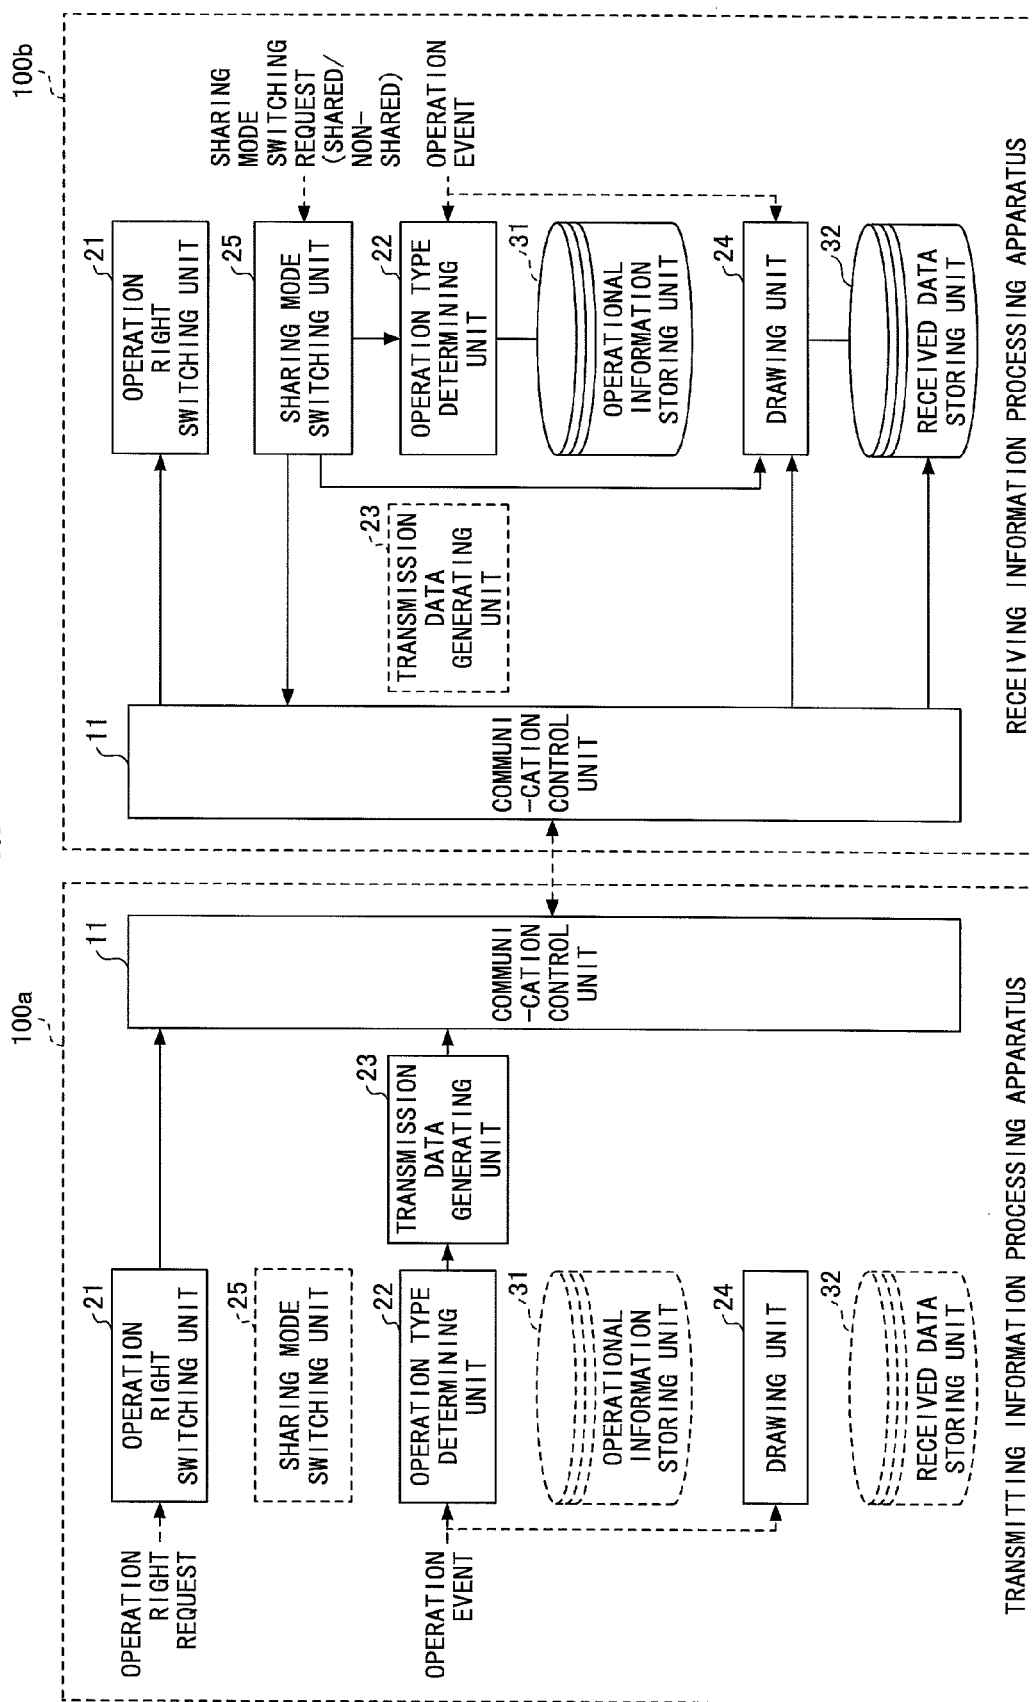 100a
OPERATION
RIGHT
REQUEST
21
OPERATION
RIGHT
SWITCHING UNIT
25
SHARING MODE
SWITCHING UNIT
OPERATION
EVENT
22
OPERATION TYPE
DETERMINING
UNIT
23
TRANSMISSION
DATA
GENERATING
UNIT
31
OPERATIONAL
INFORMATION
STORING UNIT
24
DRAWING UNIT
32
RECEIVED DATA
STORING UNIT
11
COMMUNI
-CATION
CONTROL
UNIT
TRANSMITTING INFORMATION PROCESSING APPARATUS
100b
11
COMMUNI
-CATION
CONTROL
UNIT
21
OPERATION
RIGHT
SWITCHING UNIT
25
SHARING MODE
SWITCHING UNIT
SHARING
MODE
SWITCHING
REQUEST
(SHARED/
NON-
SHARED)
23
TRANSMISSION
DATA
GENERATING
UNIT
22
OPERATION TYPE
DETERMINING
UNIT
OPERATION
EVENT
31
OPERATIONAL
INFORMATION
STORING UNIT
24
DRAWING UNIT
32
RECEIVED DATA
STORING UNIT
RECEIVING INFORMATION PROCESSING APPARATUS